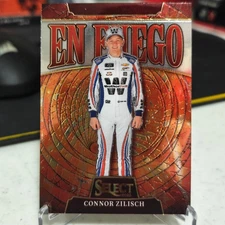 EN FUEGO
W
SELECT
CONNOR ZILISCH